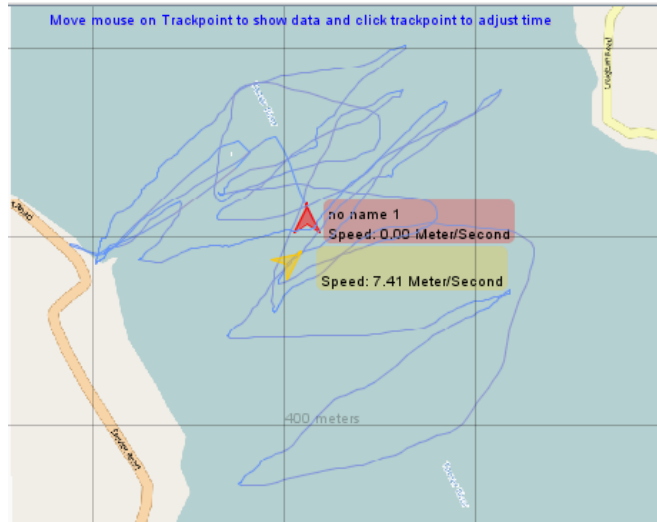 Move mouse on Trackpoint to show data and click trackpoint to adjust time
no name 1
Speed: 0.00 Meter/Second
Speed: 7.41 Meter/Second
400 meters